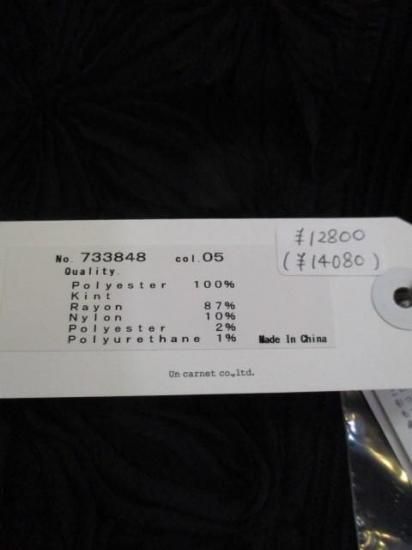 ¥12800
(¥14080)
No. 733848 col.05
Quality.
Polyester 100%
Kint
Rayon 87%
Nylon 10%
Polyester 2%
Polyurethane 1% Made In China
Un carnet co.,ltd.